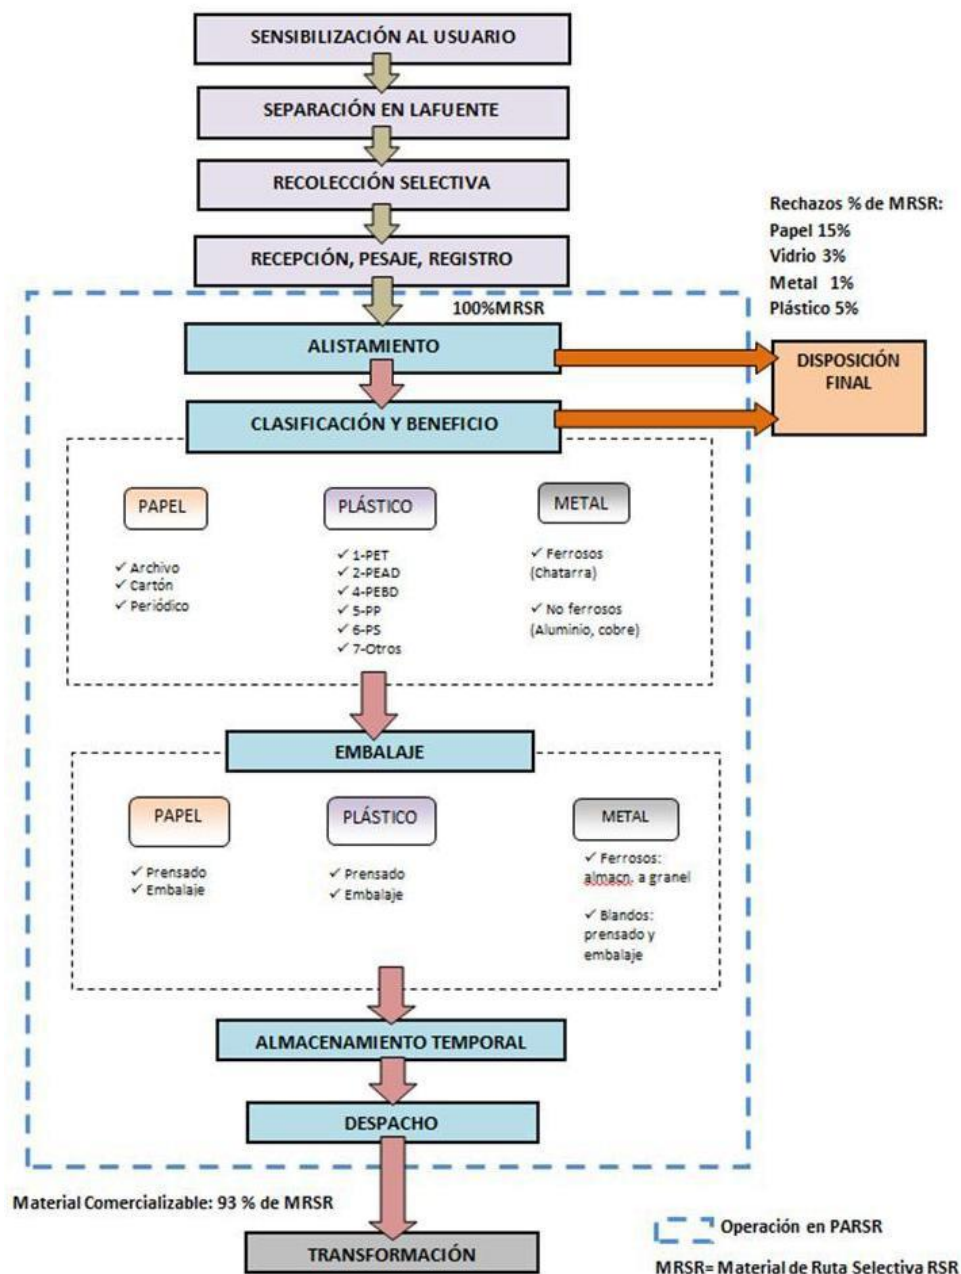 SENSIBILIZACIÓN AL USUARIO
SEPARACIÓN EN LAFUENTE
RECOLECCIÓN SELECTIVA
RECEPCIÓN, PESAJE, REGISTRO
Rechazos % de MRSR:
Papel 15%
Vidrio 3%
Metal 1%
Plástico 5%
100%MRSR
ALISTAMIENTO
DISPOSICIÓN
FINAL
CLASIFICACIÓN Y BENEFICIO
PAPEL
✓ Archivo
✓ Cartón
✓ Periódico
PLÁSTICO
✓ 1-PET
✓ 2-PEAD
✓ 4-PEBD
✓ 5-PP
✓ 6-PS
✓ 7-Otros
METAL
✓ Ferrosos
(Chatarra)
✓ No ferrosos
(Aluminio, cobre)
EMBALAJE
PAPEL
✓ Prensado
✓ Embalaje
PLÁSTICO
✓ Prensado
✓ Embalaje
METAL
✓ Ferrosos:
almacn. a granel
✓ Blandos:
prensado y
embalaje
ALMACENAMIENTO TEMPORAL
DESPACHO
Material Comercializable: 93 % de MRSR
TRANSFORMACIÓN
Operación en PARSR
MRSR= Material de Ruta Selectiva RSR